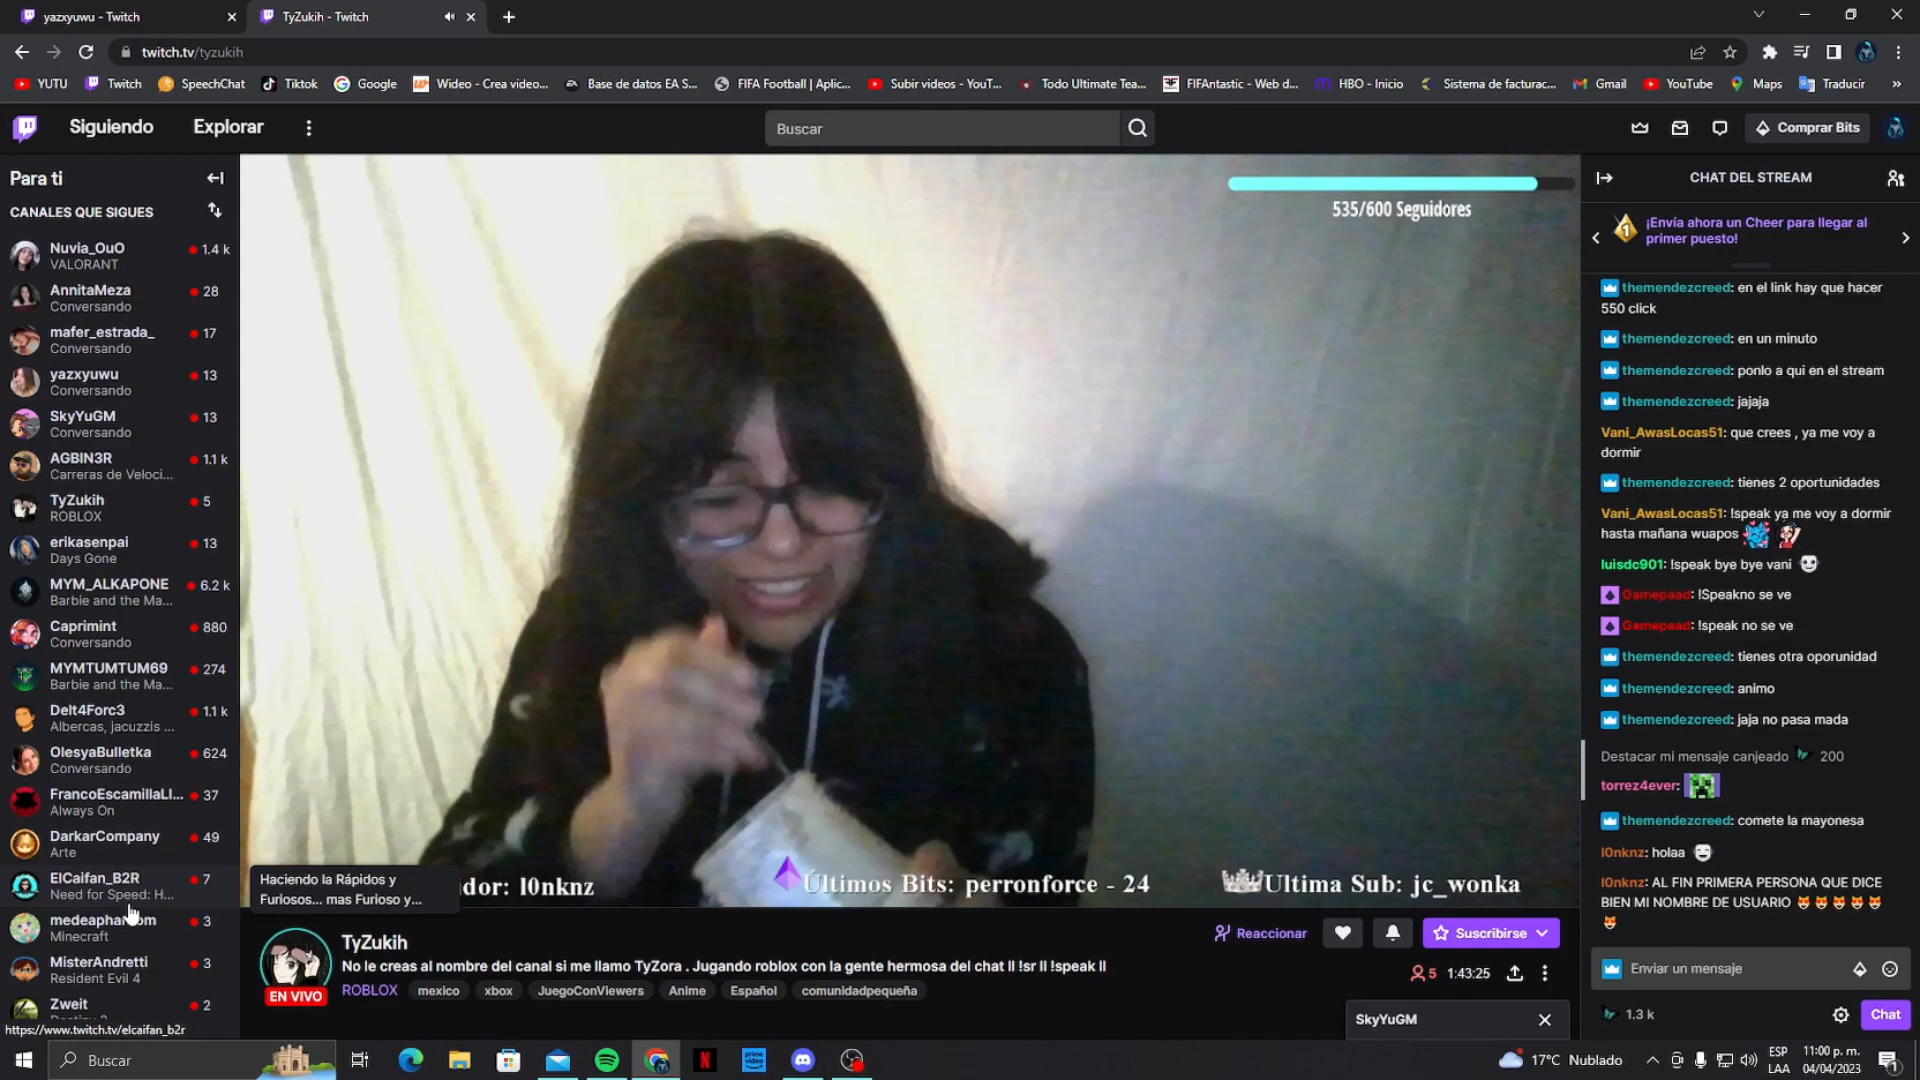 yazxyuwu - Twitch
TyZukih - Twitch
twitch.tv/tyzukih
YUTU
Twitch
SpeechChat
Tiktok
Google
Wideo - Crea video...
Base de datos EA S...
FIFA Football | Aplic...
Subir videos - YouT...
Todo Ultimate Tea...
FIFAntastic - Web d...
HBO - Inicio
Sistema de facturac...
Gmail
YouTube
Maps
Traducir
»
Siguiendo
Explorar
Buscar
Comprar Bits
Para ti
CANALES QUE SIGUES
Nuvia_OuO
1.4 k
VALORANT
AnnitaMeza
28
Conversando
mafer_estrada_
17
Conversando
yazxyuwu
13
Conversando
SkyYuGM
13
Conversando
AGBIN3R
1.1 k
Carreras de Veloci...
TyZukih
5
ROBLOX
erikasenpai
13
Days Gone
MYM_ALKAPONE
6.2 k
Barbie and the Ma...
Caprimint
880
Conversando
MYMTUMTUM69
274
Barbie and the Ma...
Delt4Forc3
1.1 k
Albercas, jacuzzis ...
OlesyaBulletka
624
Conversando
FrancoEscamillaLI...
37
Always On
DarkarCompany
49
Arte
ElCaifan_B2R
7
Need for Speed: H...
3
Minecraft
MisterAndretti
3
Resident Evil 4
Zweit
2
https://www.twitch.tv/elcaifan_b2r
535/600 Seguidores
Haciendo la Rápidos y
Furiosos... mas Furioso y...
idor: l0nknz
Últimos Bits: perronforce - 24
Ultima Sub: jc_wonka
EN VIVO
TyZukih
No le creas al nombre del canal si me llamo TyZora . Jugando roblox con la gente hermosa del chat ll !sr ll !speak ll
ROBLOX
mexico
xbox
JuegoConViewers
Anime
Español
comunidadpequeña
Reaccionar
Suscribirse
5
1:43:25
SkyYuGM
CHAT DEL STREAM
1
¡Envía ahora un Cheer para llegar al
primer puesto!
themendezcreed: en el link hay que hacer
550 click
themendezcreed: en un minuto
themendezcreed: ponlo a qui en el stream
themendezcreed: jajaja
Vani_AwasLocas51: que crees , ya me voy a
dormir
themendezcreed: tienes 2 oportunidades
Vani_AwasLocas51: !speak ya me voy a dormir
hasta mañana wuapos
luisdc901: !speak bye bye vani
Gamepaad: !Speakno se ve
Gamepaad: !speak no se ve
themendezcreed: tienes otra oporunidad
themendezcreed: animo
themendezcreed: jaja no pasa mada
Destacar mi mensaje canjeado 200
torrez4ever:
themendezcreed: comete la mayonesa
l0nknz: holaa
l0nknz: AL FIN PRIMERA PERSONA QUE DICE
BIEN MI NOMBRE DE USUARIO
Enviar un mensaje
1.3 k
Chat
Buscar
prime video
17°C Nublado
ESP
LAA
11:00 p. m.
04/04/2023
1